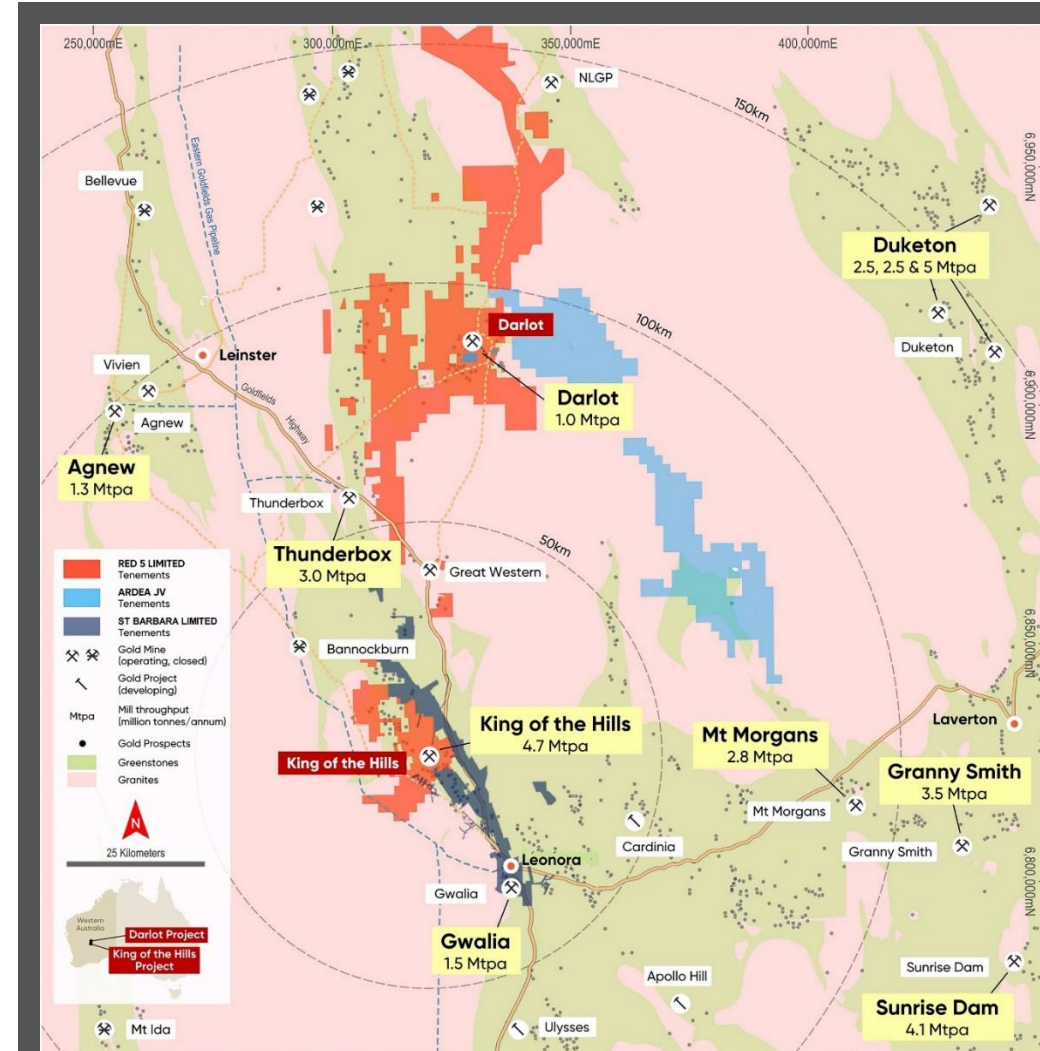 250,000mE
300,000mE
350,000mE
400,000mE
NLGP
150km
6,950,000mN
Eastern Goldfields Gas Pipeline
Bellevue
Duketon
2.5, 2.5 & 5 Mtpa
Darlot
100km
Duketon
Leinster
Vivien
Goldfields
Highway
Darlot
1.0 Mtpa
6,900,000mN
Agnew
Agnew
1.3 Mtpa
Thunderbox
50km
Thunderbox
3.0 Mtpa
Great Western
RED 5 LIMITED
Tenements
ARDEA JV
Tenements
ST BARBARA LIMITED
Tenements
Gold Mine
(operating, closed)
Gold Project
(developing)
Mtpa
Mill throughput
(million tonnes/annum)
Gold Prospects
Greenstones
Granites
N
25 Kilometers
Western
Australia
Darlot Project
King of the Hills
Project
Bannockburn
6,850,000mN
King of the Hills
4.7 Mtpa
King of the Hills
Mt Morgans
2.8 Mtpa
Laverton
Granny Smith
3.5 Mtpa
Mt Morgans
Cardinia
Granny Smith
Leonora
6,800,000mN
Gwalia
Gwalia
1.5 Mtpa
Apollo Hill
Sunrise Dam
Sunrise Dam
4.1 Mtpa
Mt Ida
Ulysses